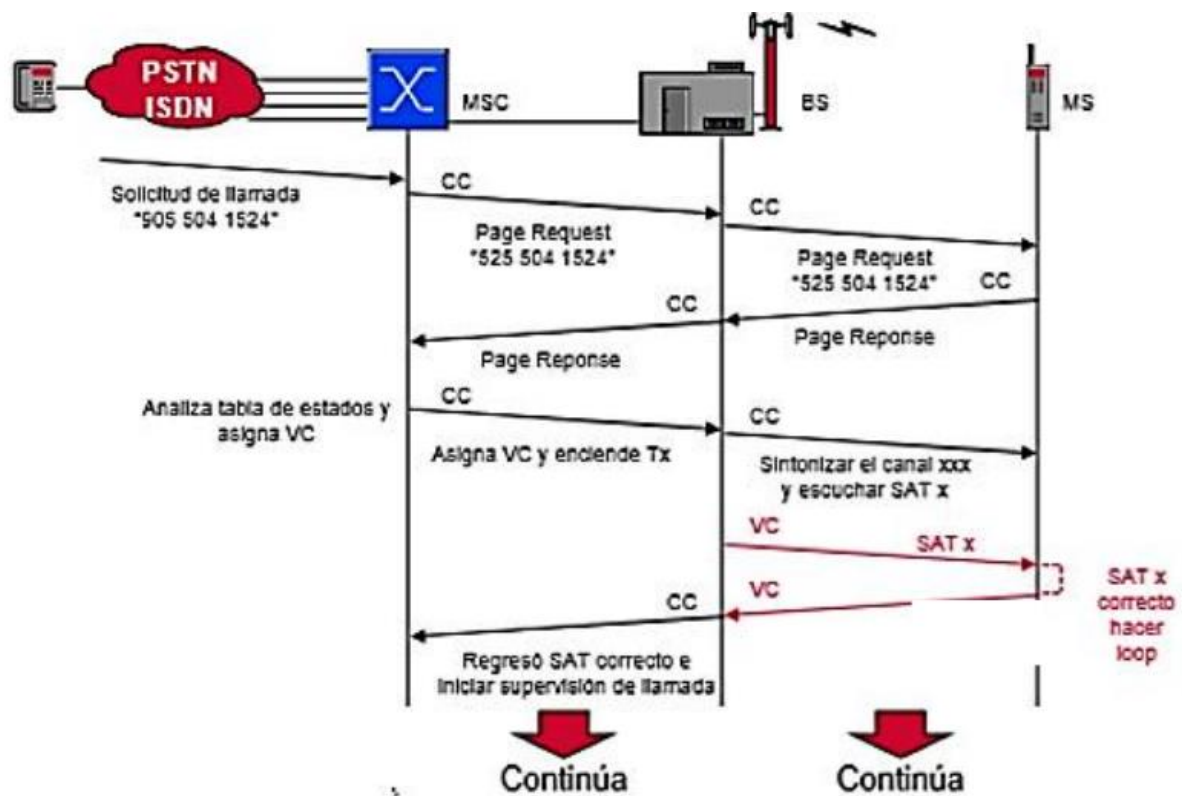 PSTN
ISDN
MSC
BS
MS
Solicitud de llamada
"905 504 1524"
CC
Page Request
"525 504 1524"
CC
Page Request
"525 504 1524"
CC
Page Reponse
CC
Page Reponse
Analiza tabla de estados y
asigna VC
CC
Asigna VC y enciende Tx
CC
Sintonizar el canal xxx
y escuchar SAT x
VC
SAT x
VC
SAT x
correcto
hacer
loop
CC
Regresó SAT correcto e
iniciar supervisión de llamada
Continúa
Continúa